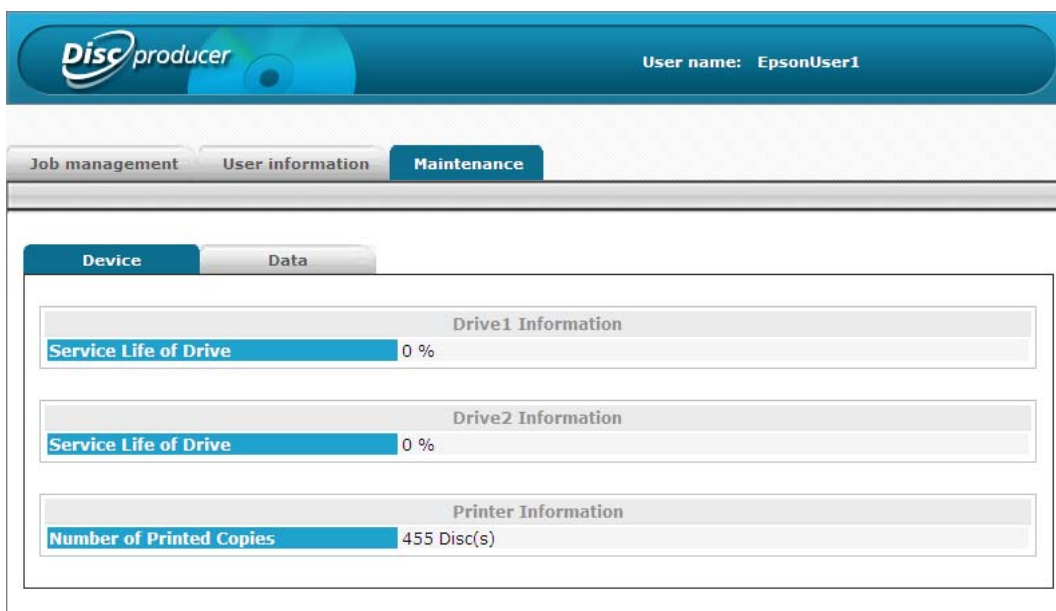 Disc producer
User name: EpsonUser1
Job management User information Maintenance
Device Data
Drive1 Information
Service Life of Drive 0 %
Drive2 Information
Service Life of Drive 0 %
Printer Information
Number of Printed Copies 455 Disc(s)